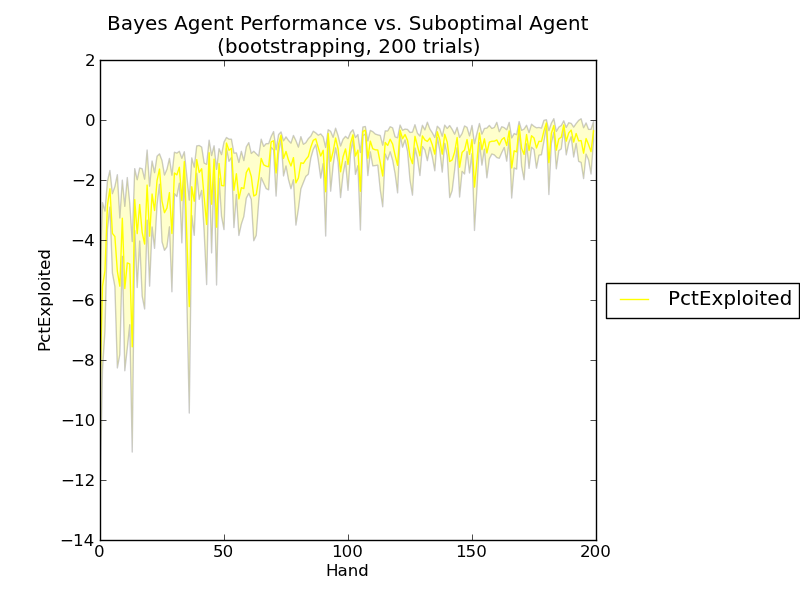 Bayes Agent Performance vs. Suboptimal Agent
(bootstrapping, 200 trials)
2
0
−2
−4
−6
−8
−10
−12
−14
PctExploited
0 50 100 150 200
Hand
PctExploited